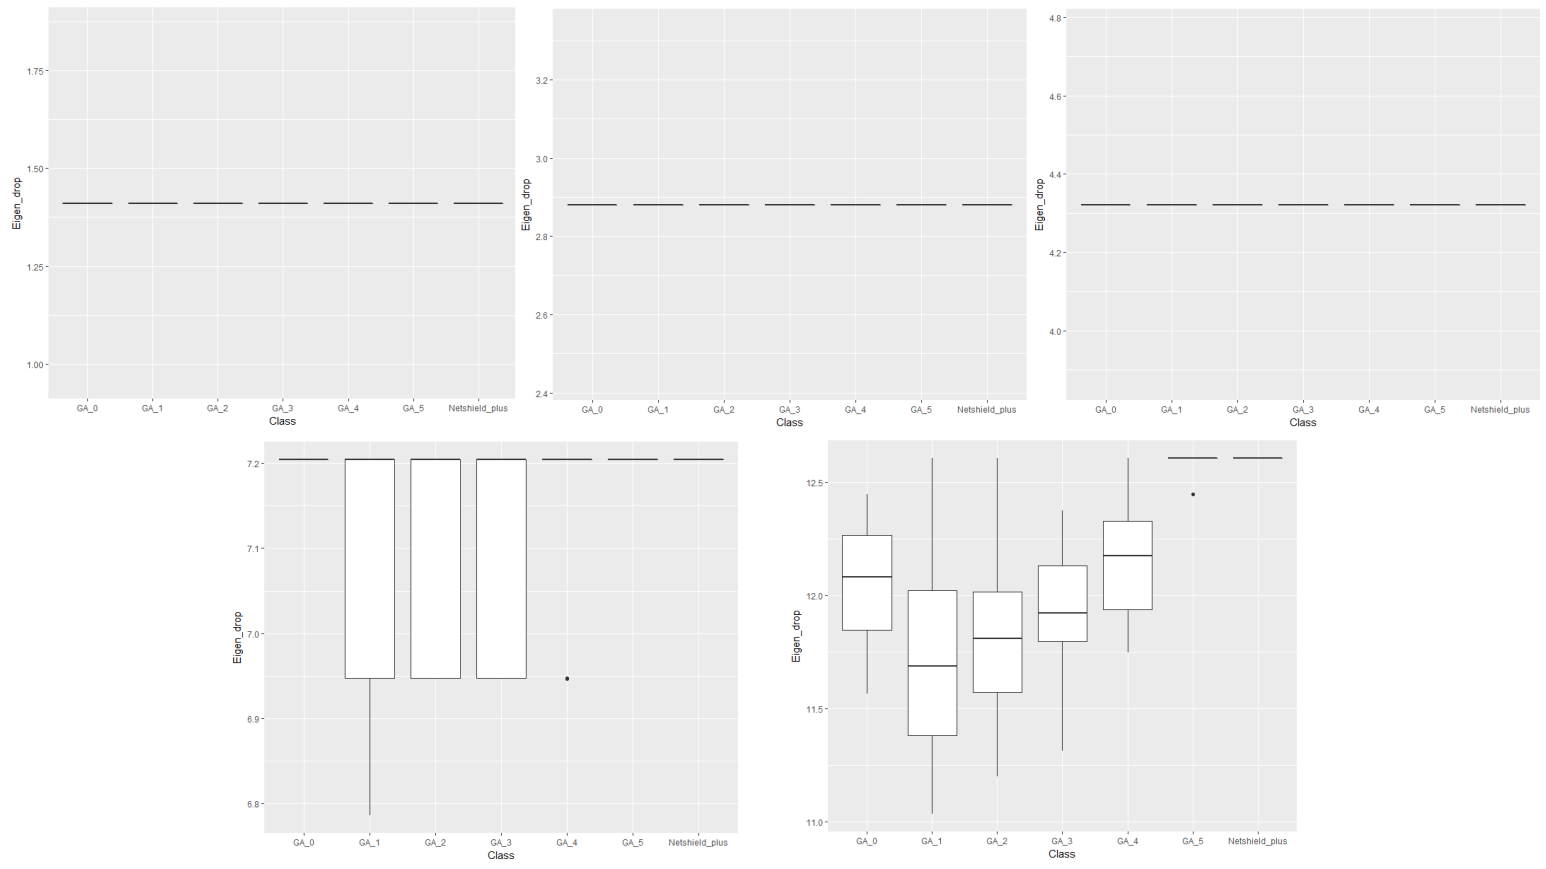 1.75
1.50
1.25
1.00
Eigen_drop
GA_0 GA_1 GA_2 GA_3 GA_4 GA_5 Netshield_plus
Class
3.2
3.0
2.8
2.6
2.4
Eigen_drop
GA_0 GA_1 GA_2 GA_3 GA_4 GA_5 Netshield_plus
Class
4.8
4.6
4.4
4.2
4.0
Eigen_drop
GA_0 GA_1 GA_2 GA_3 GA_4 GA_5 Netshield_plus
Class
7.2
7.1
7.0
6.9
6.8
Eigen_drop
GA_0 GA_1 GA_2 GA_3 GA_4 GA_5 Netshield_plus
Class
12.5
12.0
11.5
11.0
Eigen_drop
GA_0 GA_1 GA_2 GA_3 GA_4 GA_5 Netshield_plus
Class